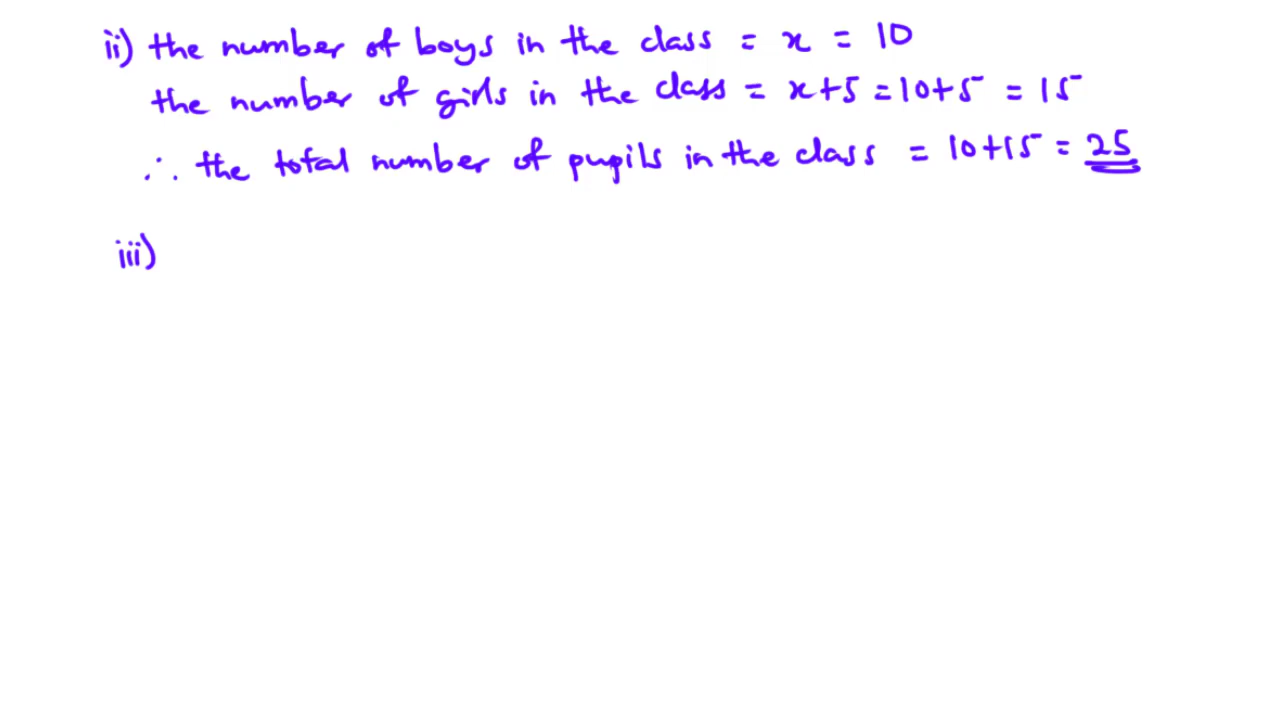 ii) the number of boys in the class = x = 10
the number of girls in the class = x+5 = 10+5 = 15
∴ the total number of pupils in the class = 10+15 = 25
iii)